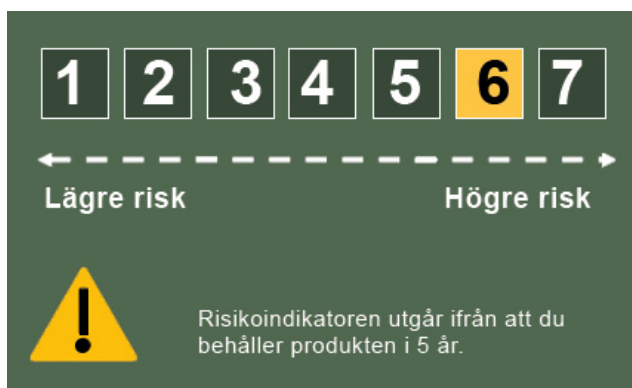 1 2 3 4 5 6 7
Lägre risk Högre risk
Risikoindikatoren utgår ifrån att du
behåller produkten i 5 år.